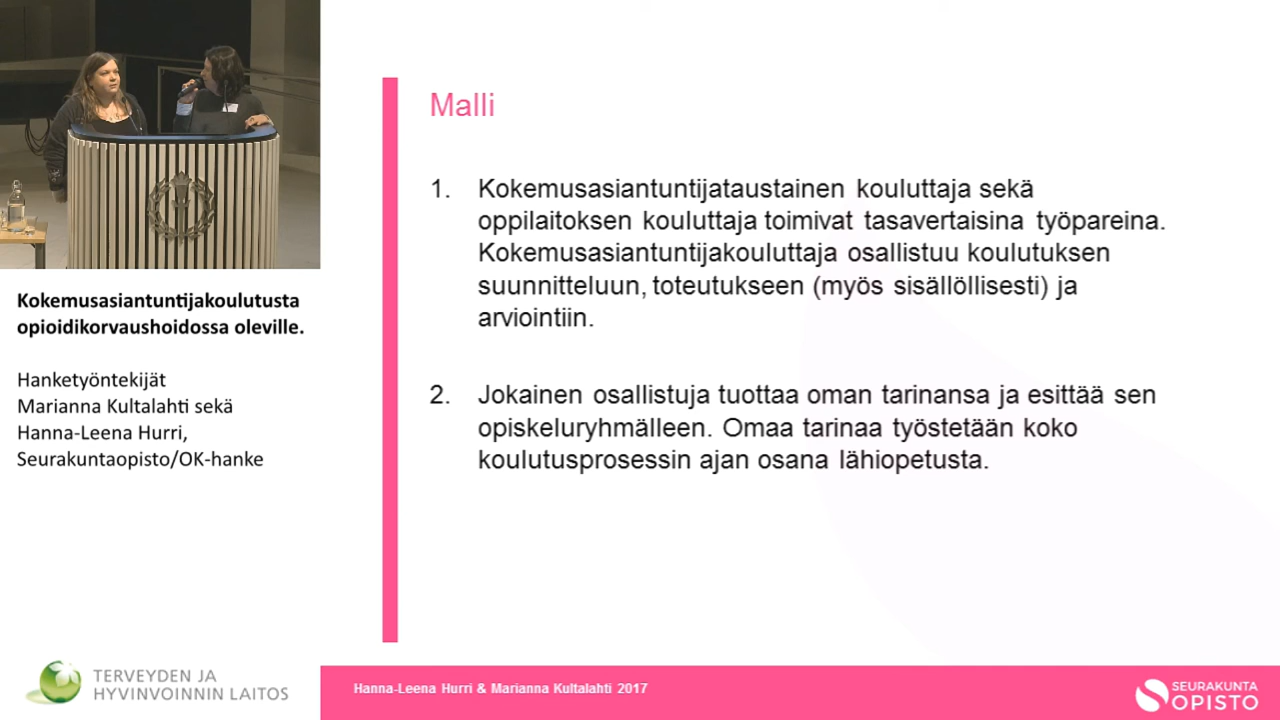 Kokemusasiantuntijakoulutusta
opioidikorvaushoidossa oleville.
Hanketyöntekijät
Marianna Kultalahti sekä
Hanna-Leena Hurri,
Seurakuntaopisto/OK-hanke
TERVEYDEN JA
HYVINVOINNIN LAITOS
Malli
1. Kokemusasiantuntijataustainen kouluttaja sekä
oppilaitoksen kouluttaja toimivat tasavertaisina työpareina.
Kokemusasiantuntijakouluttaja osallistuu koulutuksen
suunnitteluun, toteutukseen (myös sisällöllisesti) ja
arviointiin.
2. Jokainen osallistuja tuottaa oman tarinansa ja esittää sen
opiskeluryhmälleen. Omaa tarinaa työstetään koko
koulutusprosessin ajan osana lähiopetusta.
Hanna-Leena Hurri & Marianna Kultalahti 2017
SEURAKUNTA
OPISTO